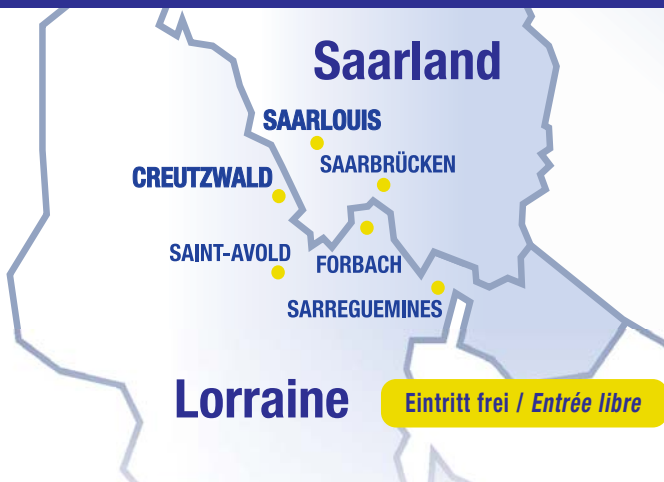 Saarland
SAARLOUIS
SAARBRÜCKEN
CREUTZWALD
SAINT-AVOLD
FORBACH
SARREGUEMINES
Lorraine
Eintritt frei / Entrée libre